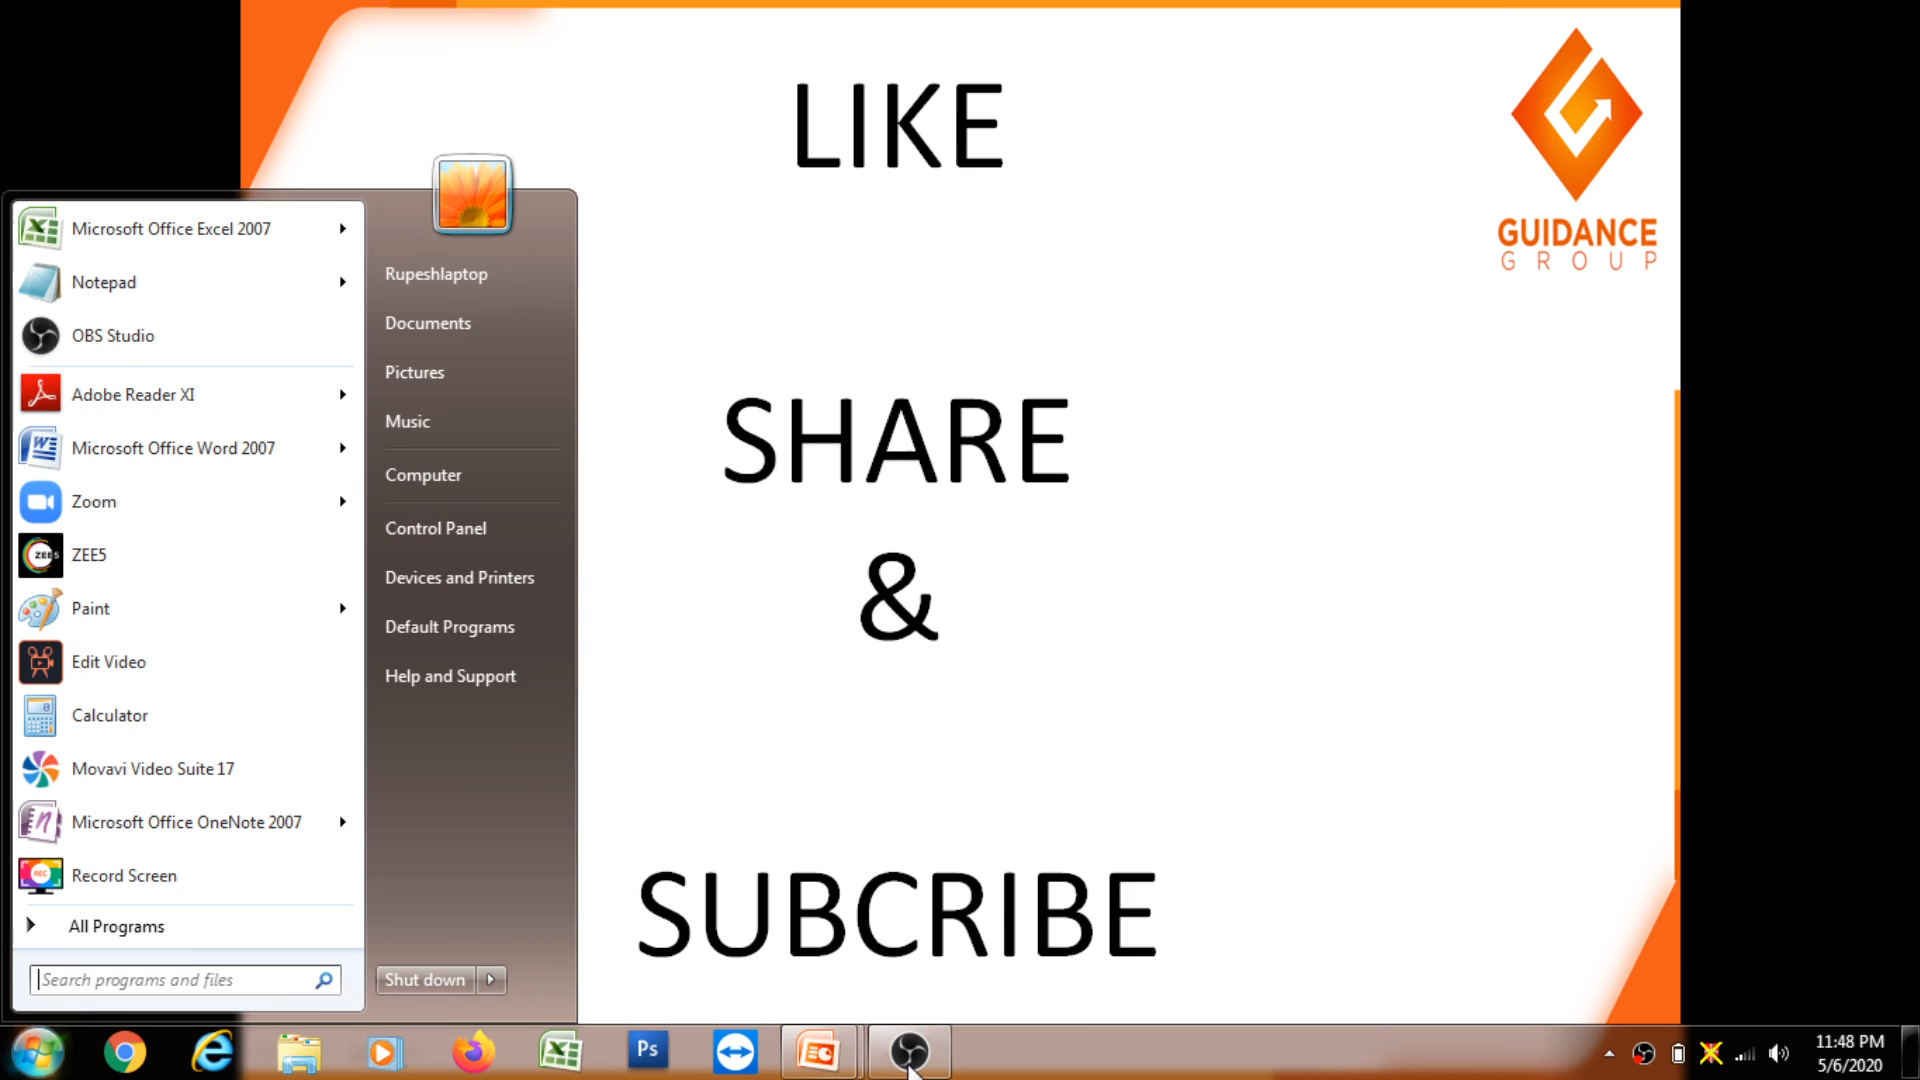 LIKE
SHARE
&
SUBCRIBE
GUIDANCE
GROUP
Microsoft Office Excel 2007
Notepad
OBS Studio
Adobe Reader XI
Microsoft Office Word 2007
Zoom
ZEE5
ZEE5
Paint
Edit Video
Calculator
Movavi Video Suite 17
Microsoft Office OneNote 2007
REC
Record Screen
All Programs
Search programs and files
Rupeshlaptop
Documents
Pictures
Music
Computer
Control Panel
Devices and Printers
Default Programs
Help and Support
Shut down
Ps
11:48 PM
5/6/2020